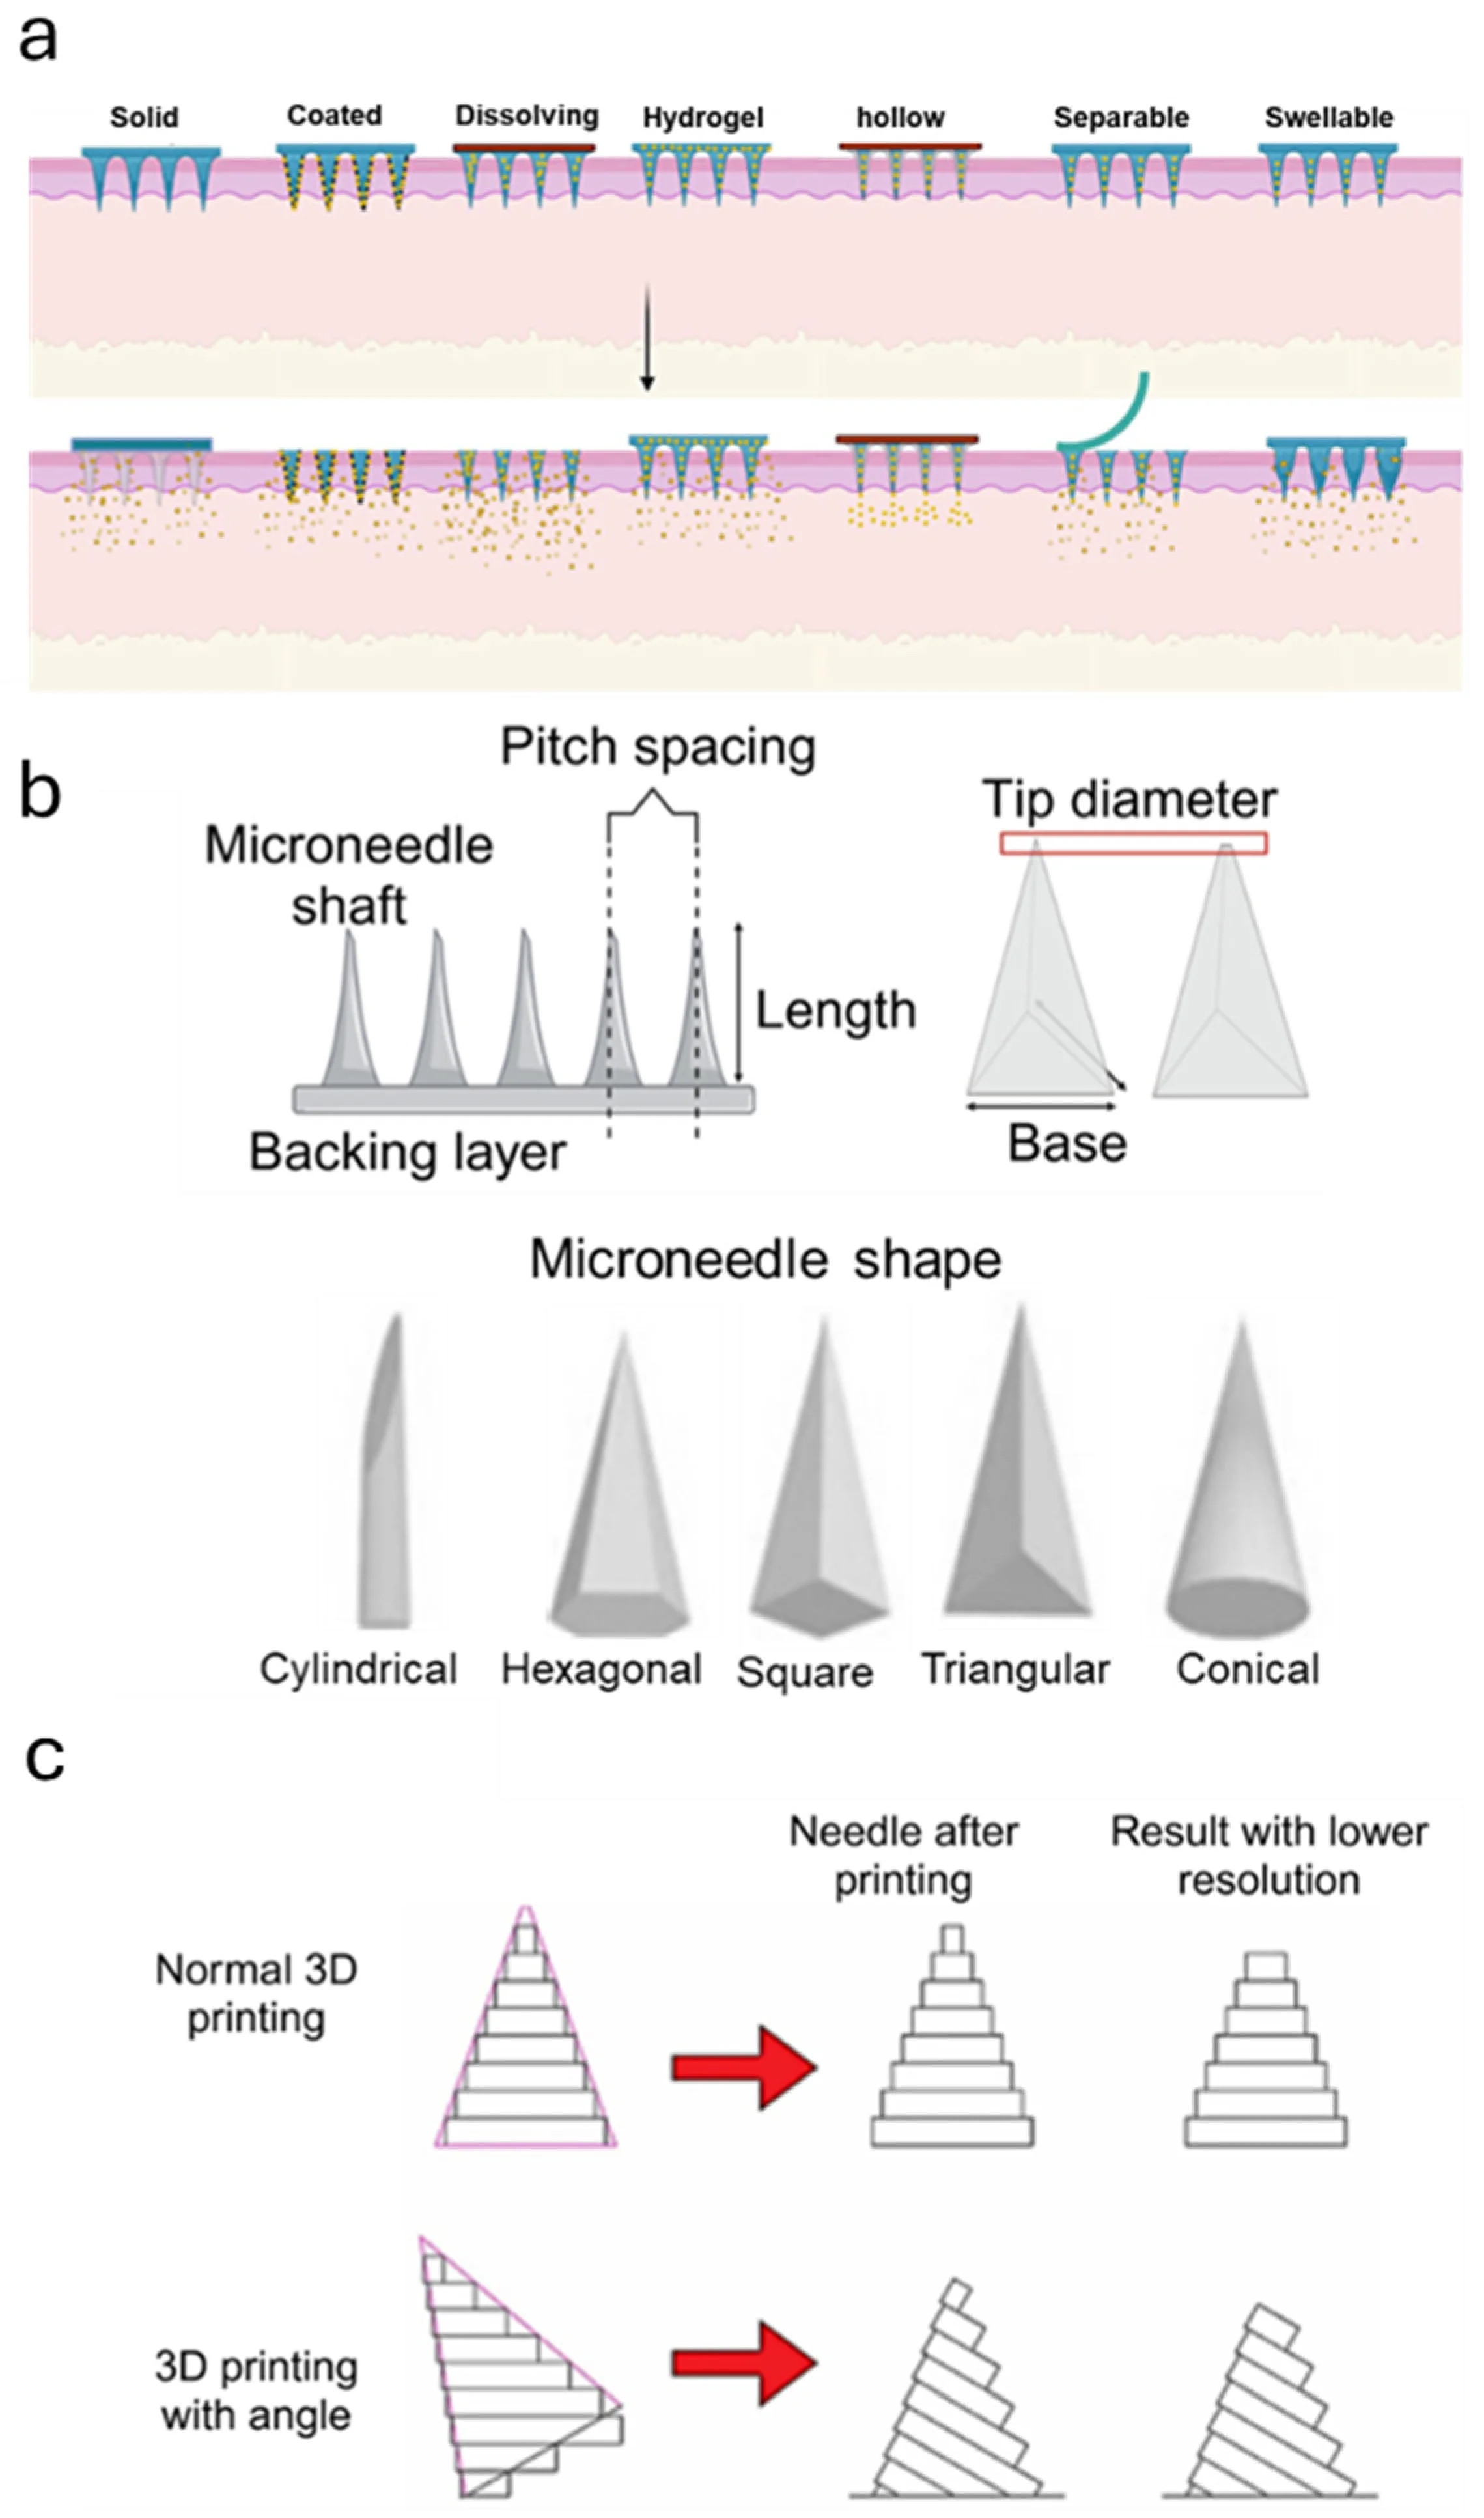 a
Solid Coated Dissolving Hydrogel hollow Separable Swellable
b
Pitch spacing
Tip diameter
Microneedle
shaft
Length
Backing layer
Base
Microneedle shape
Cylindrical Hexagonal Square Triangular Conical
c
Needle after
printing
Result with lower
resolution
Normal 3D
printing
3D printing
with angle